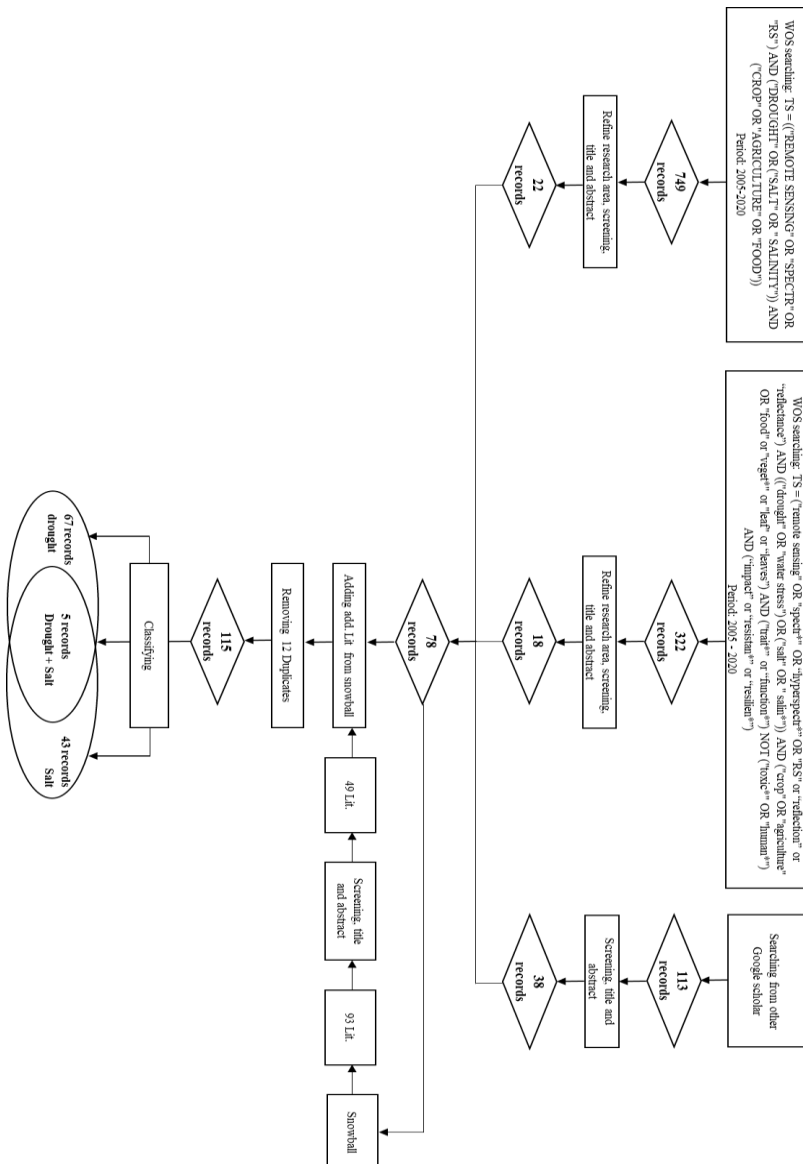 WOS searching: TS = (("REMOTE SENSING" OR "SPECTR" OR
"RS") AND ("DROUGHT" OR ("SALT" OR " SALINITY")) AND
("CROP" OR "AGRICULTURE" OR "FOOD"))
Period: 2005-2020
749
records
Refine research area, screening,
title and abstract
22
records
WOS searching: TS = ("remote sensing" OR "spectr*" OR "hyperspectr*" OR "RS" or "reflection" or
"reflectance") AND (("drought" OR "water stress") OR ("salt" OR " salin*")) AND ("crop" OR "agriculture"
OR "food" or "veget*" or "leaf" or "leaves") AND ("trait*" or "function*") NOT ("toxic*" OR "human*")
AND ("impact" or "resistan*" or "resilien*")
Period: 2005 - 2020
322
records
Refine research area, screening,
title and abstract
18
records
Searching from other
Google scholar
113
records
Screening, title and
abstract
38
records
78
records
Snowball
93 Lit.
Screening, title
and abstract
49 Lit.
Adding add. Lit. from snowball
Removing 12 Duplicates
115
records
Classifying
67 records
drought
5 records
Drought + Salt
43 records
Salt